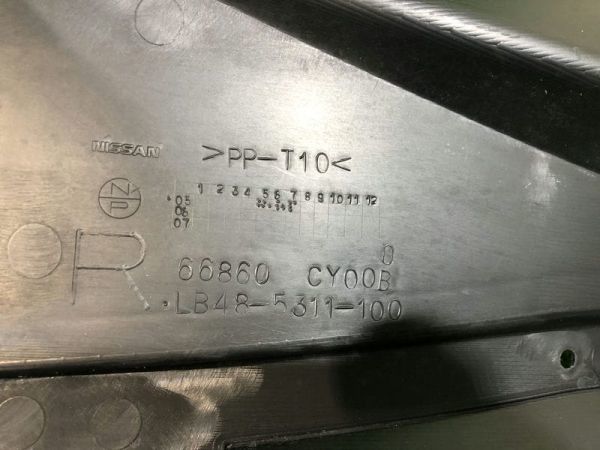 NISSAN >PP-T10<
N
P
1 2 3 4 5 6 7 8 9 10 11 12
'05
06
07
0
R 66860 CY00B
LB48-5311-100